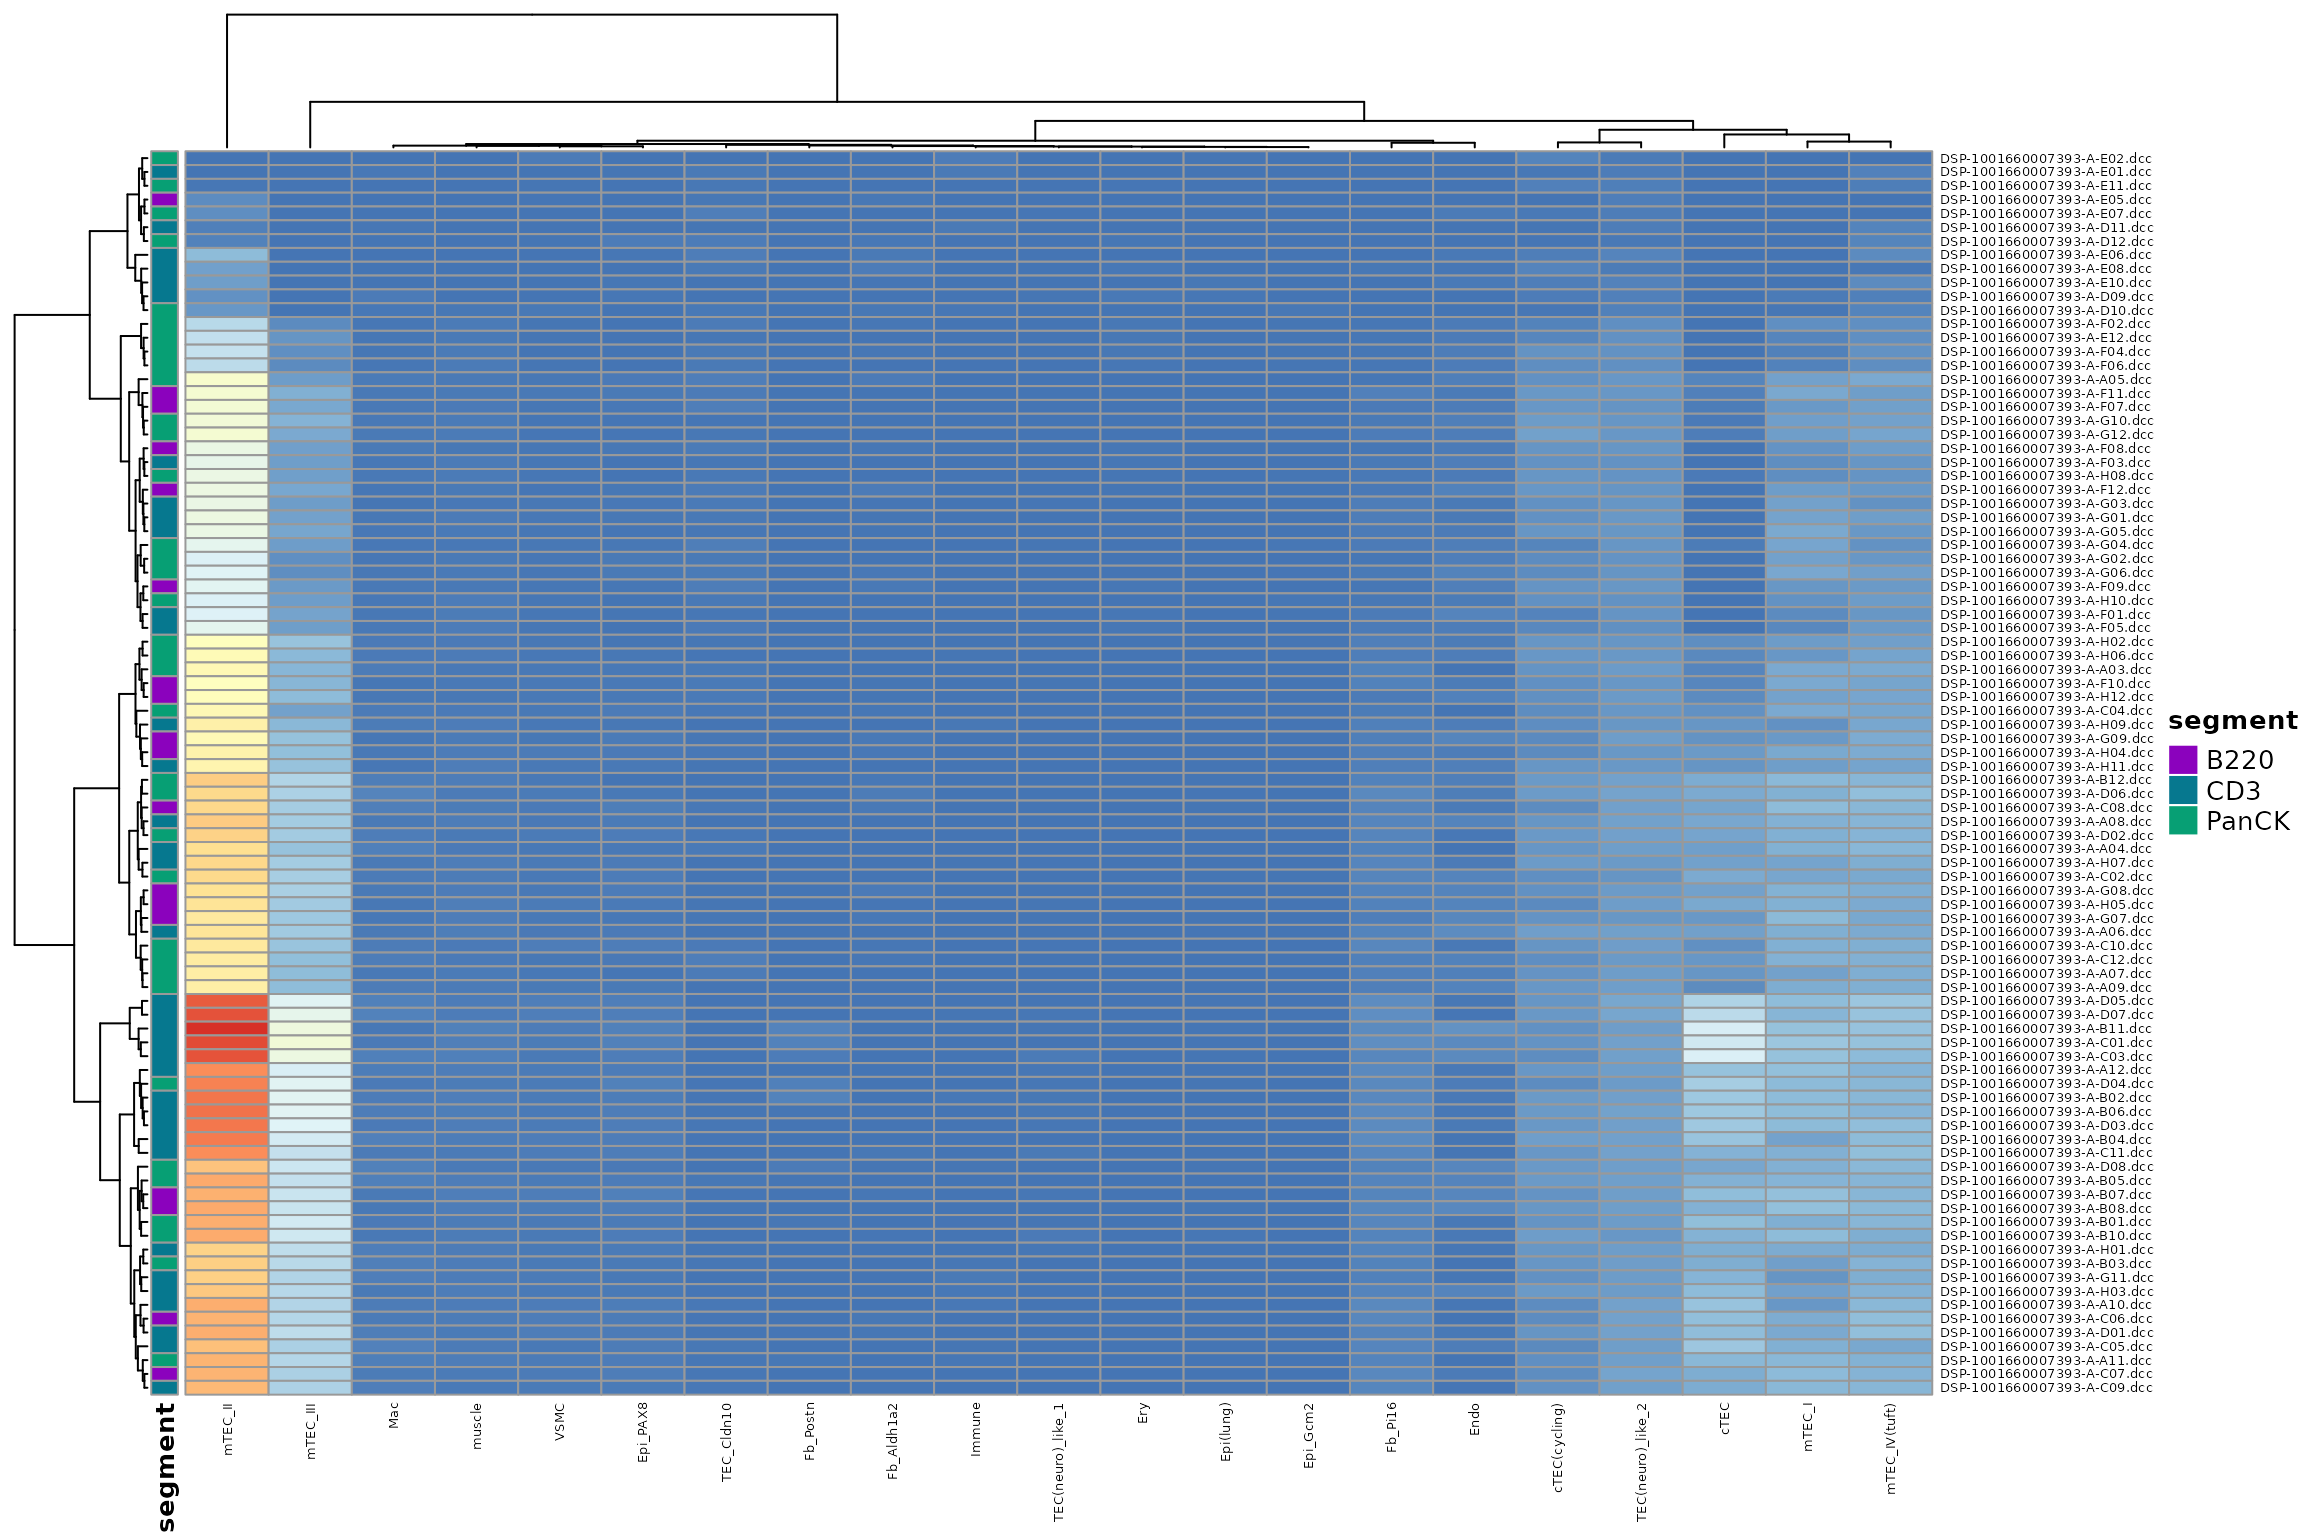 DSP-1001660007393-A-E02.dcc
DSP-1001660007393-A-E01.dcc
DSP-1001660007393-A-E11.dcc
DSP-1001660007393-A-E05.dcc
DSP-1001660007393-A-E07.dcc
DSP-1001660007393-A-D11.dcc
DSP-1001660007393-A-D12.dcc
DSP-1001660007393-A-E06.dcc
DSP-1001660007393-A-E08.dcc
DSP-1001660007393-A-E10.dcc
DSP-1001660007393-A-D09.dcc
DSP-1001660007393-A-D10.dcc
DSP-1001660007393-A-F02.dcc
DSP-1001660007393-A-E12.dcc
DSP-1001660007393-A-F04.dcc
DSP-1001660007393-A-F06.dcc
DSP-1001660007393-A-A05.dcc
DSP-1001660007393-A-F11.dcc
DSP-1001660007393-A-F07.dcc
DSP-1001660007393-A-G10.dcc
DSP-1001660007393-A-G12.dcc
DSP-1001660007393-A-F08.dcc
DSP-1001660007393-A-F03.dcc
DSP-1001660007393-A-H08.dcc
DSP-1001660007393-A-F12.dcc
DSP-1001660007393-A-G03.dcc
DSP-1001660007393-A-G01.dcc
DSP-1001660007393-A-G05.dcc
DSP-1001660007393-A-G04.dcc
DSP-1001660007393-A-G02.dcc
DSP-1001660007393-A-G06.dcc
DSP-1001660007393-A-F09.dcc
DSP-1001660007393-A-H10.dcc
DSP-1001660007393-A-F01.dcc
DSP-1001660007393-A-F05.dcc
DSP-1001660007393-A-H02.dcc
DSP-1001660007393-A-H06.dcc
DSP-1001660007393-A-A03.dcc
DSP-1001660007393-A-F10.dcc
DSP-1001660007393-A-H12.dcc
DSP-1001660007393-A-C04.dcc
DSP-1001660007393-A-H09.dcc
DSP-1001660007393-A-G09.dcc
DSP-1001660007393-A-H04.dcc
DSP-1001660007393-A-H11.dcc
DSP-1001660007393-A-B12.dcc
DSP-1001660007393-A-D06.dcc
DSP-1001660007393-A-C08.dcc
DSP-1001660007393-A-A08.dcc
DSP-1001660007393-A-D02.dcc
DSP-1001660007393-A-A04.dcc
DSP-1001660007393-A-H07.dcc
DSP-1001660007393-A-C02.dcc
DSP-1001660007393-A-G08.dcc
DSP-1001660007393-A-H05.dcc
DSP-1001660007393-A-G07.dcc
DSP-1001660007393-A-A06.dcc
DSP-1001660007393-A-C10.dcc
DSP-1001660007393-A-C12.dcc
DSP-1001660007393-A-A07.dcc
DSP-1001660007393-A-A09.dcc
DSP-1001660007393-A-D05.dcc
DSP-1001660007393-A-D07.dcc
DSP-1001660007393-A-B11.dcc
DSP-1001660007393-A-C01.dcc
DSP-1001660007393-A-C03.dcc
DSP-1001660007393-A-A12.dcc
DSP-1001660007393-A-D04.dcc
DSP-1001660007393-A-B02.dcc
DSP-1001660007393-A-B06.dcc
DSP-1001660007393-A-D03.dcc
DSP-1001660007393-A-B04.dcc
DSP-1001660007393-A-C11.dcc
DSP-1001660007393-A-D08.dcc
DSP-1001660007393-A-B05.dcc
DSP-1001660007393-A-B07.dcc
DSP-1001660007393-A-B08.dcc
DSP-1001660007393-A-B01.dcc
DSP-1001660007393-A-B10.dcc
DSP-1001660007393-A-H01.dcc
DSP-1001660007393-A-B03.dcc
DSP-1001660007393-A-G11.dcc
DSP-1001660007393-A-H03.dcc
DSP-1001660007393-A-A10.dcc
DSP-1001660007393-A-C06.dcc
DSP-1001660007393-A-D01.dcc
DSP-1001660007393-A-C05.dcc
DSP-1001660007393-A-A11.dcc
DSP-1001660007393-A-C07.dcc
DSP-1001660007393-A-C09.dcc
segment
B220
CD3
PanCK
segment
mTEC_II
mTEC_III
Mac
muscle
VSMC
Epi_PAX8
TEC_Cldn10
Fb_Postn
Fb_Aldh1a2
Immune
TEC(neuro)_like_1
Ery
Epi(lung)
Epi_Gcm2
Fb_Pi16
Endo
cTEC(cycling)
TEC(neuro)_like_2
cTEC
mTEC_I
mTEC_IV(tuft)